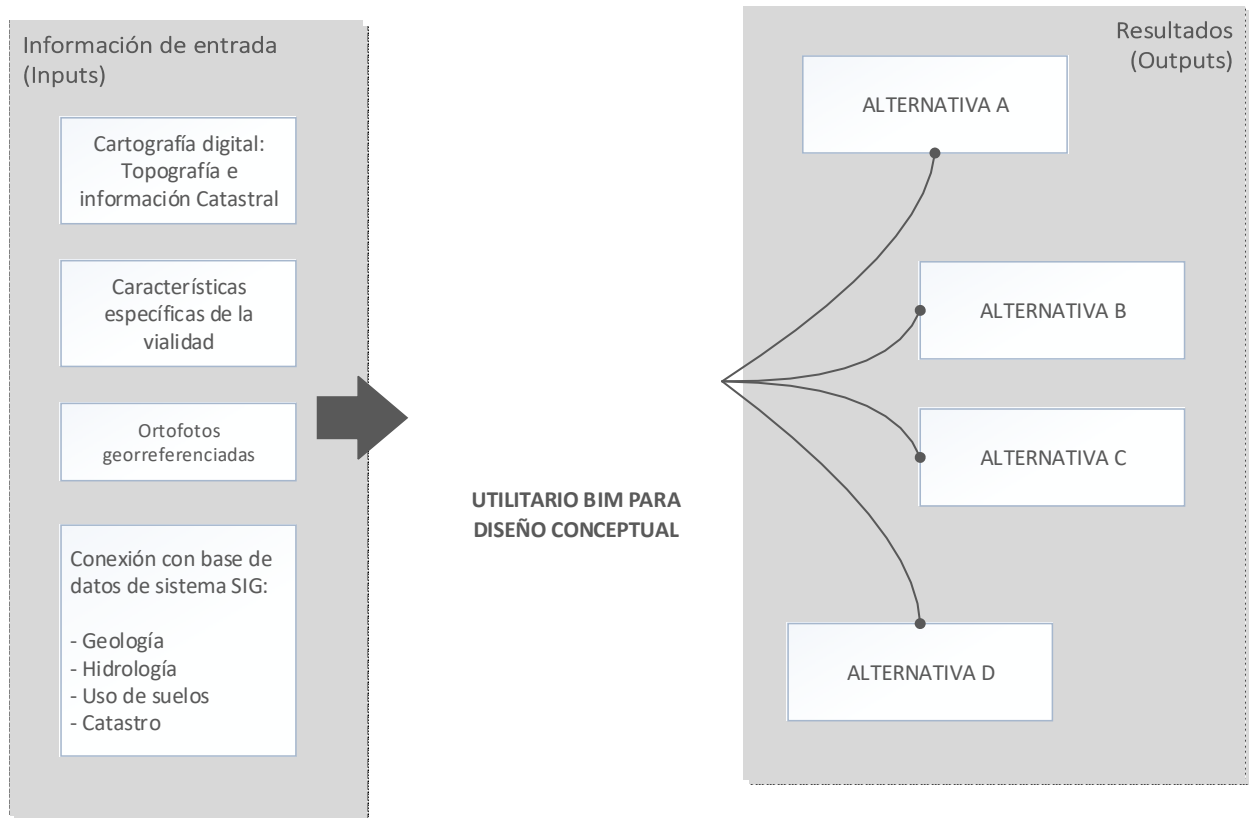 Información de entrada
(Inputs)
Cartografía digital:
Topografía e
información Catastral
Características
específicas de la
vialidad
Ortofotos
georreferenciadas
Conexión con base de
datos de sistema SIG:
- Geología
- Hidrología
- Uso de suelos
- Catastro
UTILITARIO BIM PARA
DISEÑO CONCEPTUAL
Resultados
(Outputs)
ALTERNATIVA A
ALTERNATIVA B
ALTERNATIVA C
ALTERNATIVA D